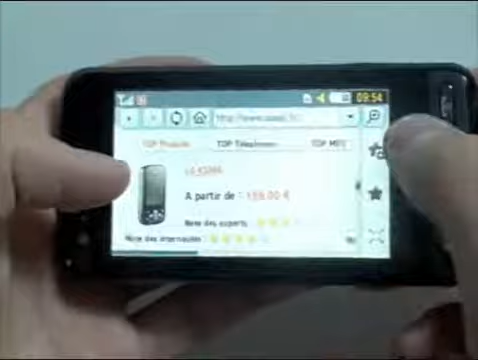 09:54
http://www.
TOP Produits TOP Téléphones TOP MP3
A partir de : 159.00 €
Note des experts :
Note des internautes :